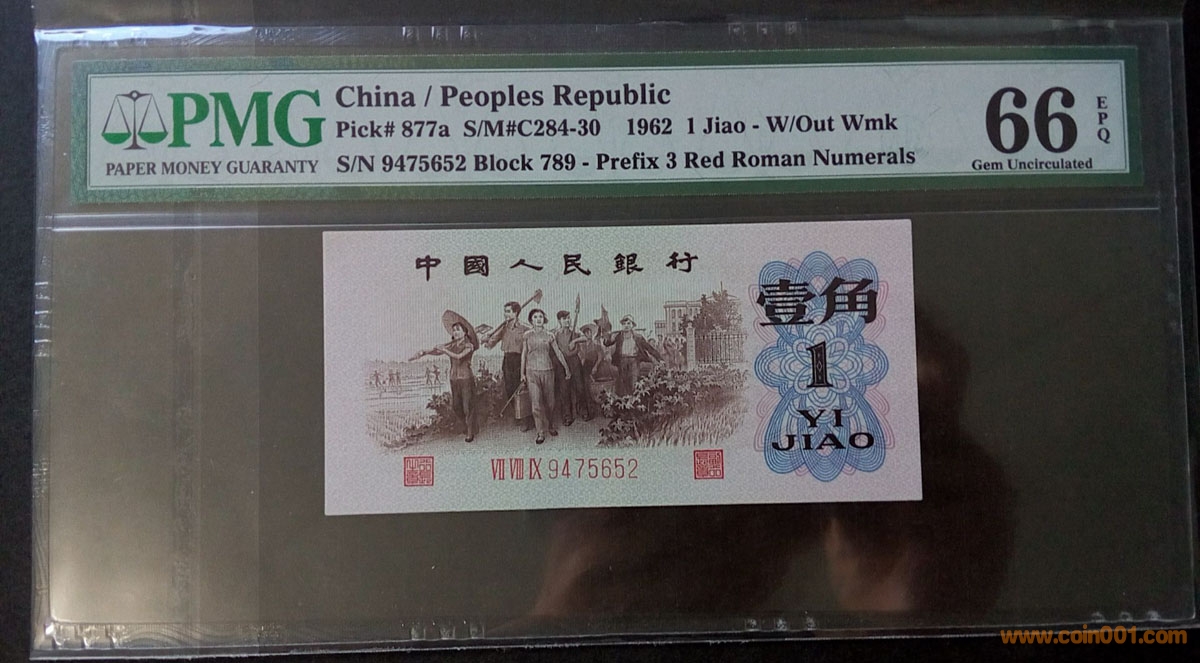 PMG
PAPER MONEY GUARANTY
China / Peoples Republic
Pick# 877a S/M#C284-30 1962 1 Jiao - W/Out Wmk
S/N 9475652 Block 789 - Prefix 3 Red Roman Numerals
66
EPQ
Gem Uncirculated
中國人民銀行
壹角
1
YI
JIAO
VII VIII IX 9475652
www.coin001.com